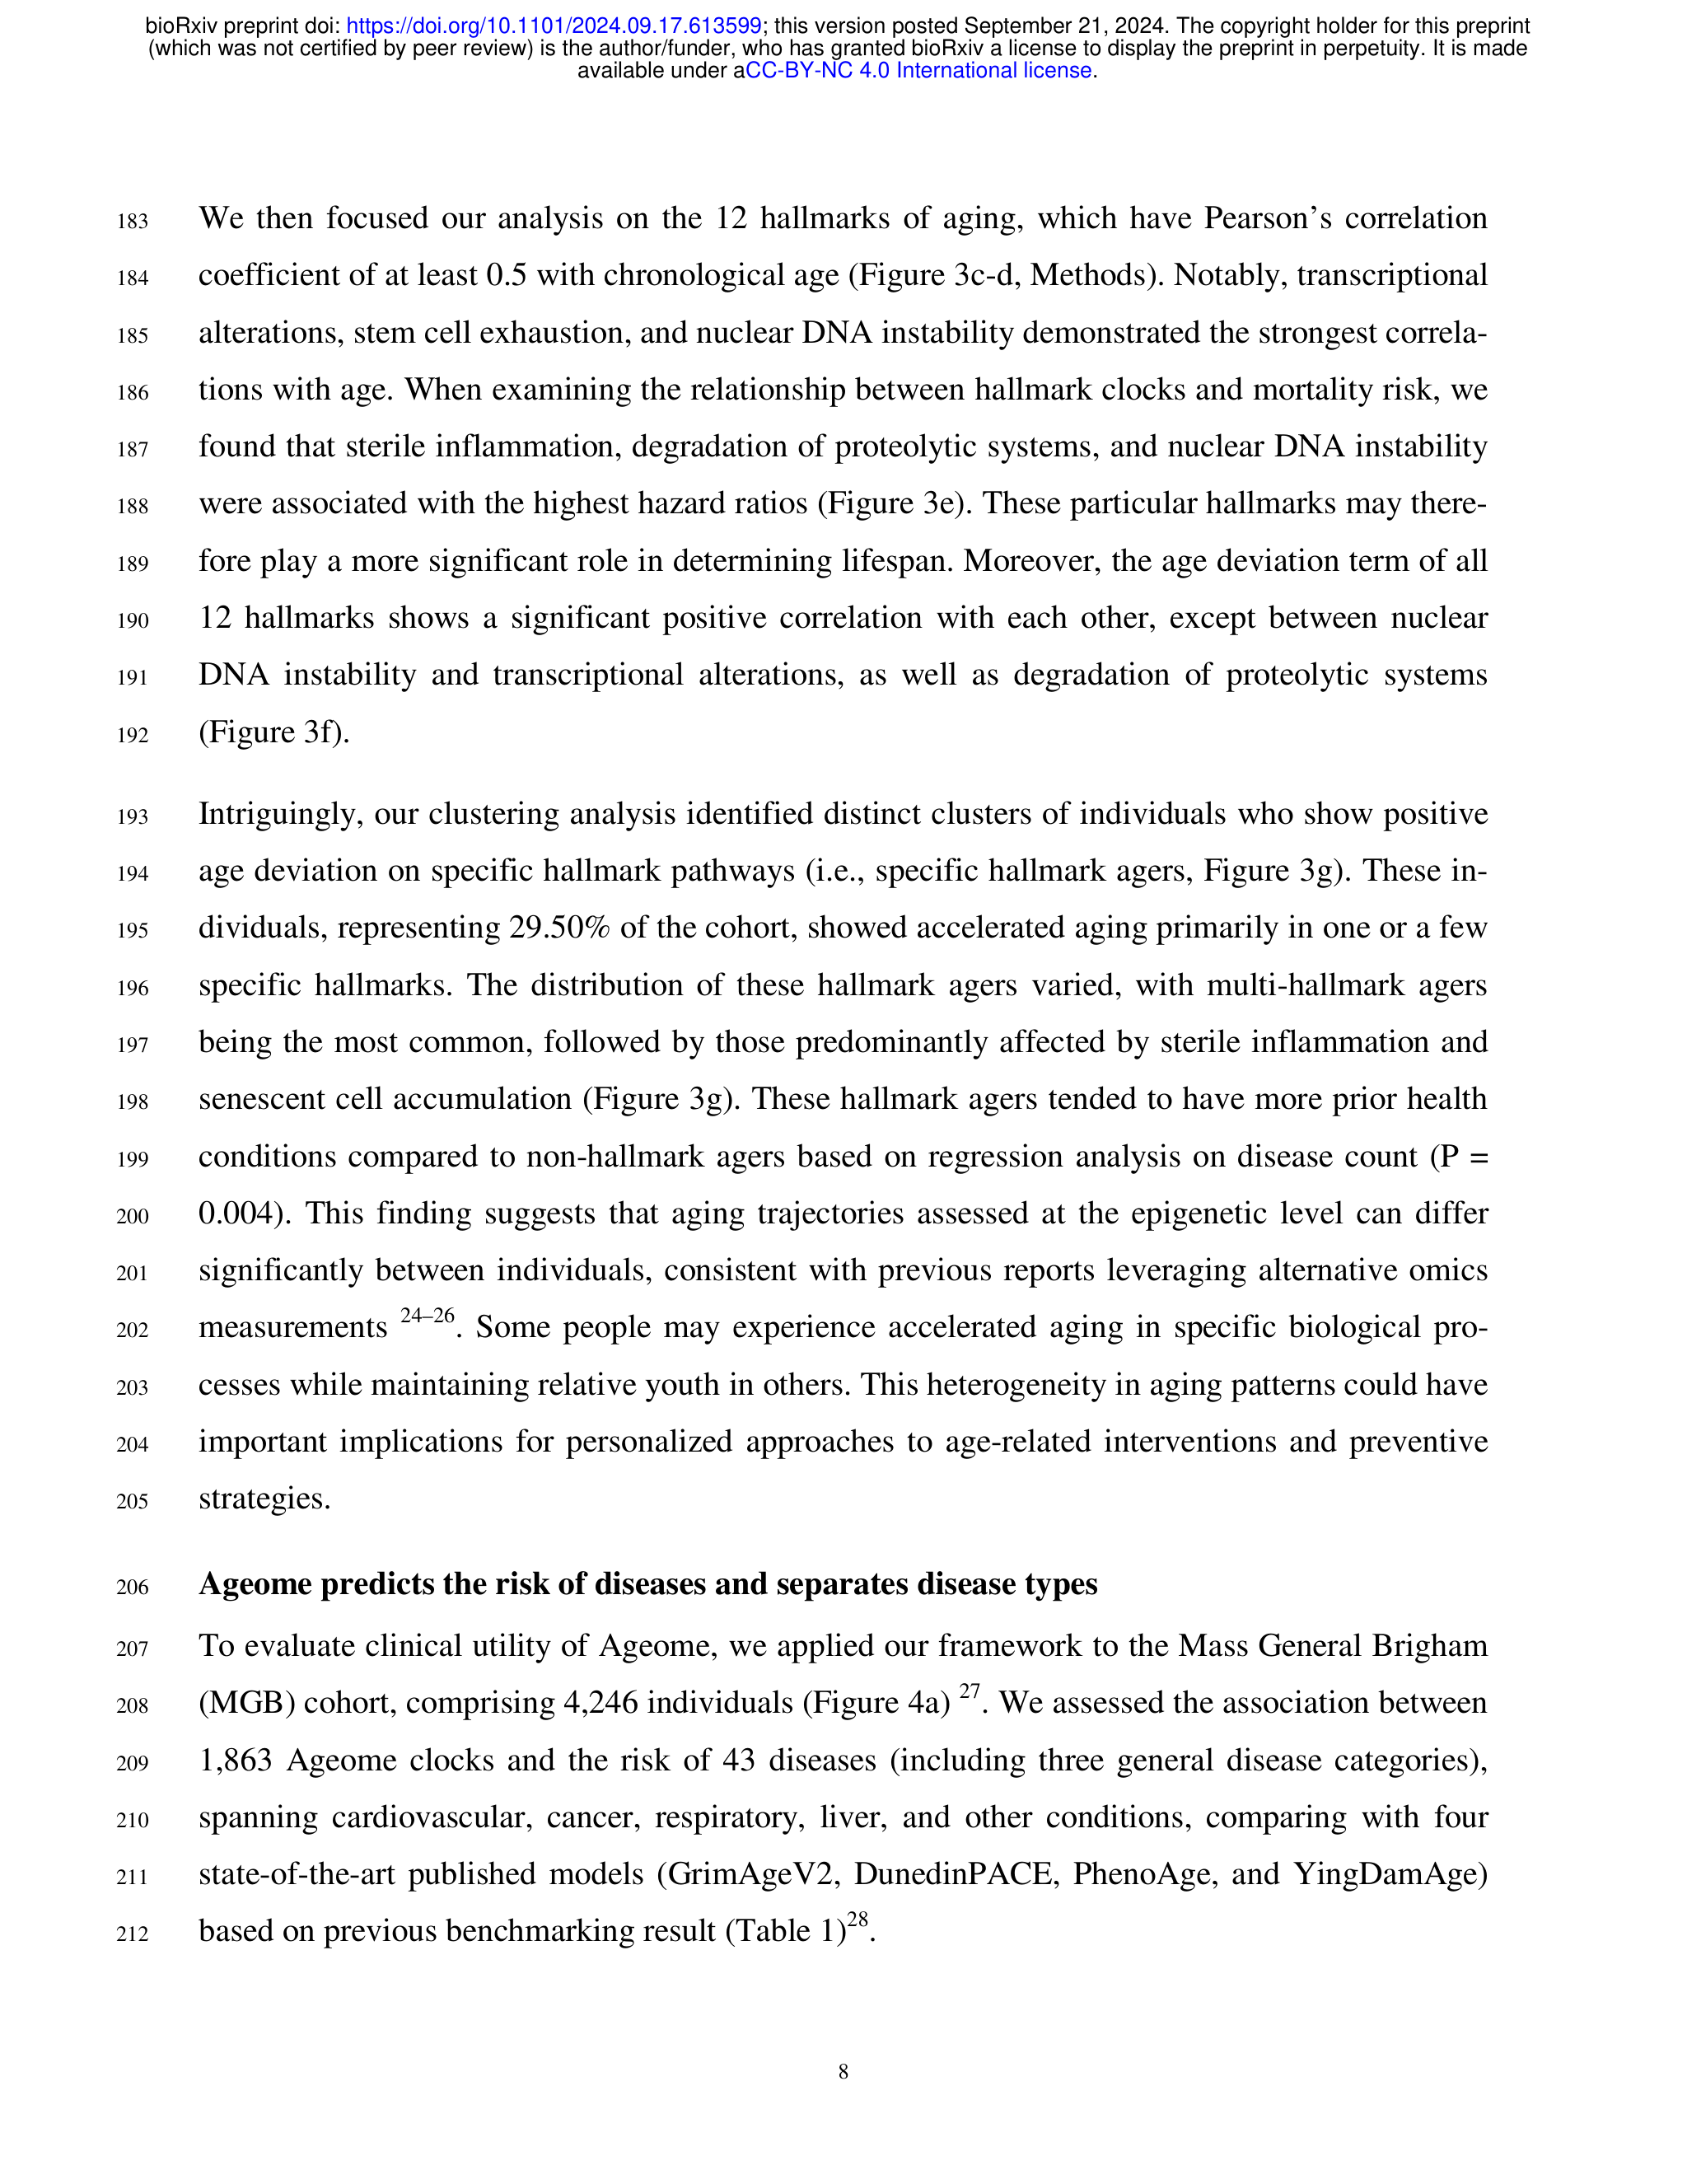 bioRxiv preprint doi: https://doi.org/10.1101/2024.09.17.613599; this version posted September 21, 2024. The copyright holder for this preprint
(which was not certified by peer review) is the author/funder, who has granted bioRxiv a license to display the preprint in perpetuity. It is made
available under aCC-BY-NC 4.0 International license.
183 We then focused our analysis on the 12 hallmarks of aging, which have Pearson’s correlation
184 coefficient of at least 0.5 with chronological age (Figure 3c-d, Methods). Notably, transcriptional
185 alterations, stem cell exhaustion, and nuclear DNA instability demonstrated the strongest correla-
186 tions with age. When examining the relationship between hallmark clocks and mortality risk, we
187 found that sterile inflammation, degradation of proteolytic systems, and nuclear DNA instability
188 were associated with the highest hazard ratios (Figure 3e). These particular hallmarks may there-
189 fore play a more significant role in determining lifespan. Moreover, the age deviation term of all
190 12 hallmarks shows a significant positive correlation with each other, except between nuclear
191 DNA instability and transcriptional alterations, as well as degradation of proteolytic systems
192 (Figure 3f).
193 Intriguingly, our clustering analysis identified distinct clusters of individuals who show positive
194 age deviation on specific hallmark pathways (i.e., specific hallmark agers, Figure 3g). These in-
195 dividuals, representing 29.50% of the cohort, showed accelerated aging primarily in one or a few
196 specific hallmarks. The distribution of these hallmark agers varied, with multi-hallmark agers
197 being the most common, followed by those predominantly affected by sterile inflammation and
198 senescent cell accumulation (Figure 3g). These hallmark agers tended to have more prior health
199 conditions compared to non-hallmark agers based on regression analysis on disease count (P =
200 0.004). This finding suggests that aging trajectories assessed at the epigenetic level can differ
201 significantly between individuals, consistent with previous reports leveraging alternative omics
202 measurements 24–26. Some people may experience accelerated aging in specific biological pro-
203 cesses while maintaining relative youth in others. This heterogeneity in aging patterns could have
204 important implications for personalized approaches to age-related interventions and preventive
205 strategies.
206 Ageome predicts the risk of diseases and separates disease types
207 To evaluate clinical utility of Ageome, we applied our framework to the Mass General Brigham
208 (MGB) cohort, comprising 4,246 individuals (Figure 4a) 27. We assessed the association between
209 1,863 Ageome clocks and the risk of 43 diseases (including three general disease categories),
210 spanning cardiovascular, cancer, respiratory, liver, and other conditions, comparing with four
211 state-of-the-art published models (GrimAgeV2, DunedinPACE, PhenoAge, and YingDamAge)
212 based on previous benchmarking result (Table 1)28.
8